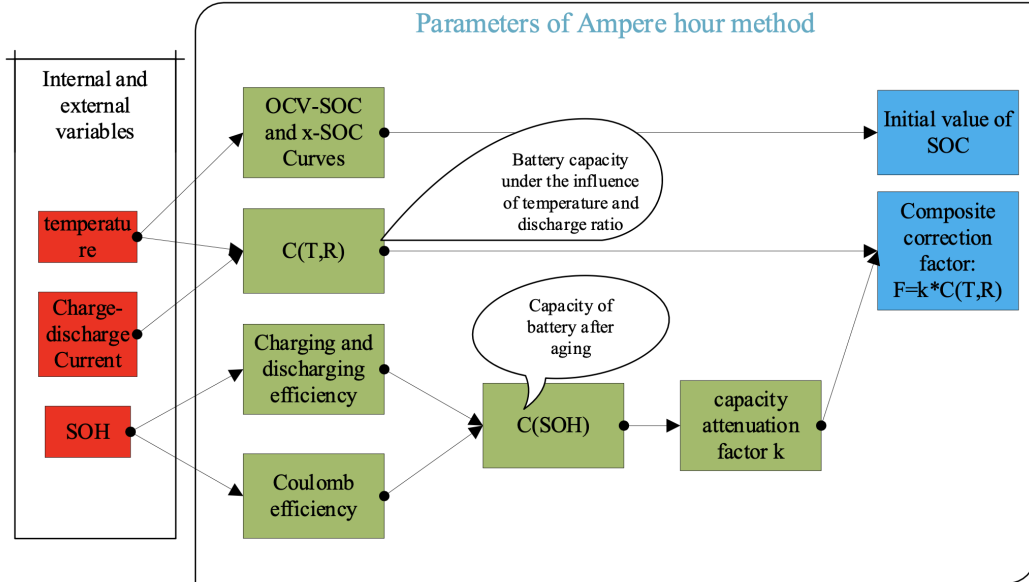 Parameters of Ampere hour method
Internal and
external
variables
temperatu
re
Charge-
discharge
Current
SOH
OCV-SOC
and x-SOC
Curves
C(T,R)
Battery capacity
under the influence
of temperature and
discharge ratio
Charging and
discharging
efficiency
Coulomb
efficiency
Capacity of
battery after
aging
C(SOH)
capacity
attenuation
factor k
Initial value of
SOC
Composite
correction
factor:
F=k*C(T,R)